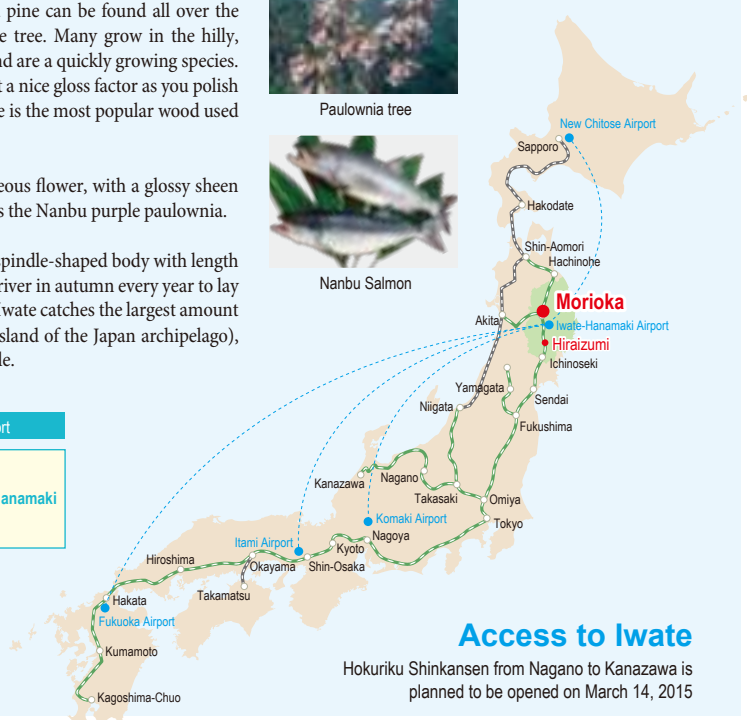 pine can be found all over the
e tree. Many grow in the hilly,
nd are a quickly growing species.
t a nice gloss factor as you polish
e is the most popular wood used
eous flower, with a glossy sheen
s the Nanbu purple paulownia.
spindle-shaped body with length
river in autumn every year to lay
Iwate catches the largest amount
sland of the Japan archipelago),
le.
rt
anamaki
Paulownia tree
Nanbu Salmon
New Chitose Airport
Sapporo
Hakodate
Shin-Aomori
Hachinohe
Morioka
Akita
Iwate-Hanamaki Airport
Hiraizumi
Ichinoseki
Yamagata
Sendai
Niigata
Fukushima
Kanazawa
Nagano
Takasaki
Omiya
Komaki Airport
Tokyo
Nagoya
Itami Airport
Kyoto
Hiroshima
Okayama
Shin-Osaka
Takamatsu
Hakata
Fukuoka Airport
Kumamoto
Kagoshima-Chuo
Access to Iwate
Hokuriku Shinkansen from Nagano to Kanazawa is
planned to be opened on March 14, 2015